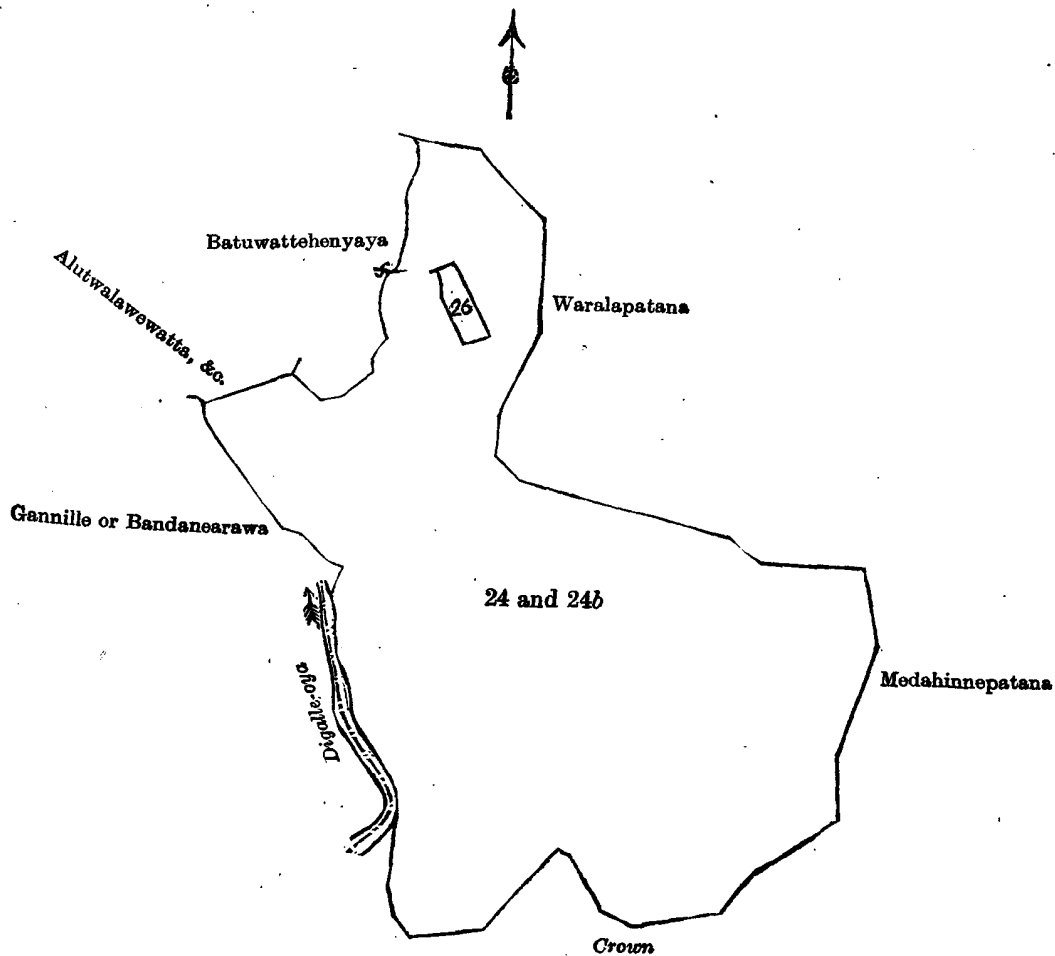 Batuwattehenyaya
Alutwalawewatta, &c.
26
Waralapatana
Gannille or Bandanearawa
24 and 24b
Digalle-oya
Medahinnepatana
Crown